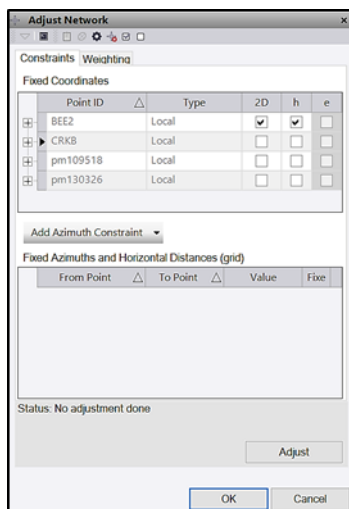 Adjust Network
Constraints Weighting
Fixed Coordinates
Point ID Type 2D h e
BEE2 Local
CRKB Local
pm109518 Local
pm130326 Local
Add Azimuth Constraint
Fixed Azimuths and Horizontal Distances (grid)
From Point To Point Value Fixe
Status: No adjustment done
Adjust
OK Cancel